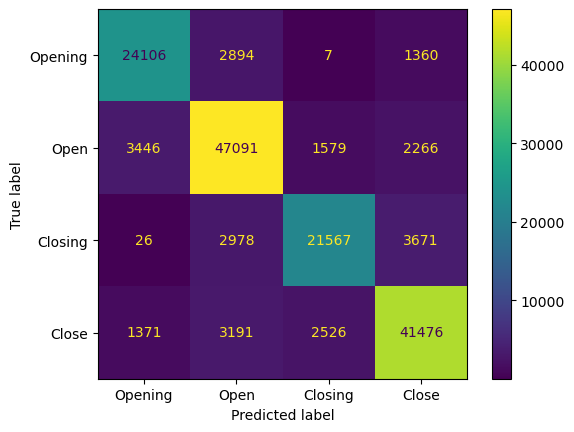 Opening 24106 2894 7 1360
Open 3446 47091 1579 2266
Closing 26 2978 21567 3671
Close 1371 3191 2526 41476
Opening Open Closing Close
Predicted label
True label
40000
30000
20000
10000